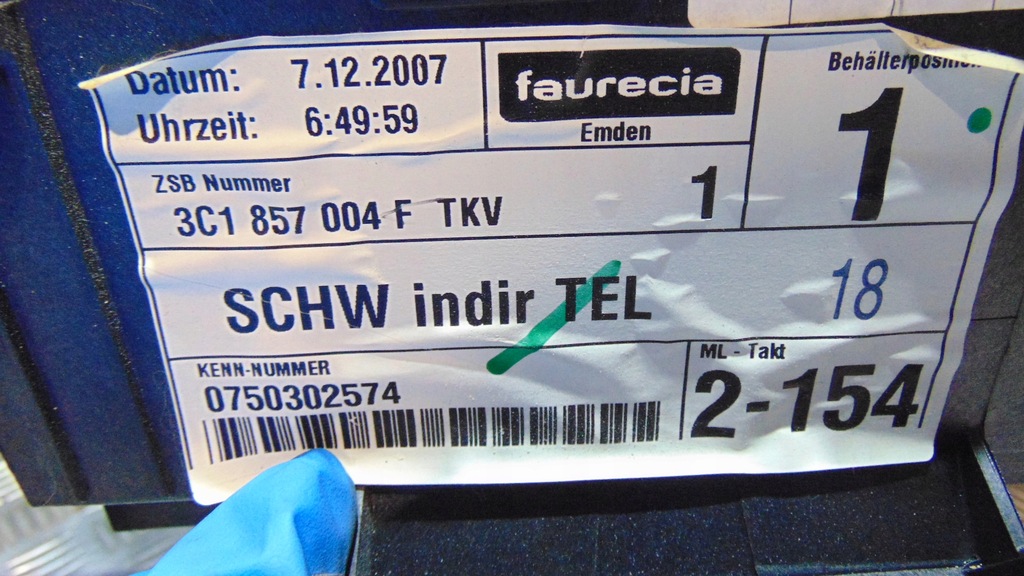 Datum: 7.12.2007
Uhrzeit: 6:49:59
faurecia
Emden
Behälterposition
1
ZSB Nummer
3C1 857 004 F TKV
1
SCHW indir TEL
18
KENN-NUMMER
0750302574
ML - Takt
2-154